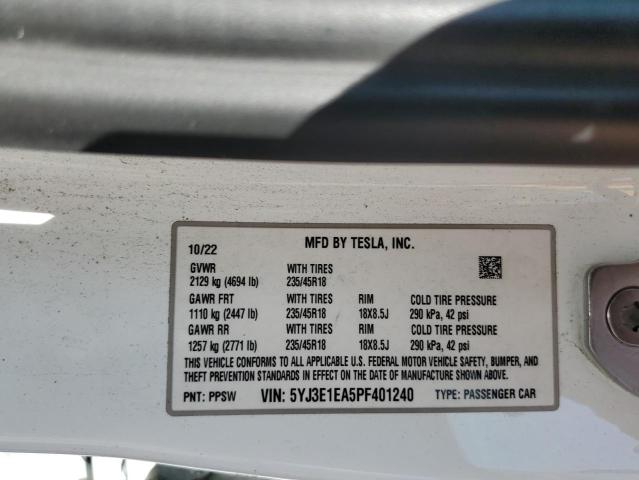 10/22 MFD BY TESLA, INC.
GVWR WITH TIRES
2129 kg (4694 lb) 235/45R18
GAWR FRT WITH TIRES RIM COLD TIRE PRESSURE
1110 kg (2447 lb) 235/45R18 18X8.5J 290 kPa, 42 psi
GAWR RR WITH TIRES RIM COLD TIRE PRESSURE
1257 kg (2771 lb) 235/45R18 18X8.5J 290 kPa, 42 psi
THIS VEHICLE CONFORMS TO ALL APPLICABLE U.S. FEDERAL MOTOR VEHICLE SAFETY, BUMPER, AND
THEFT PREVENTION STANDARDS IN EFFECT ON THE DATE OF MANUFACTURE SHOWN ABOVE.
PNT: PPSW VIN: 5YJ3E1EA5PF401240 TYPE: PASSENGER CAR